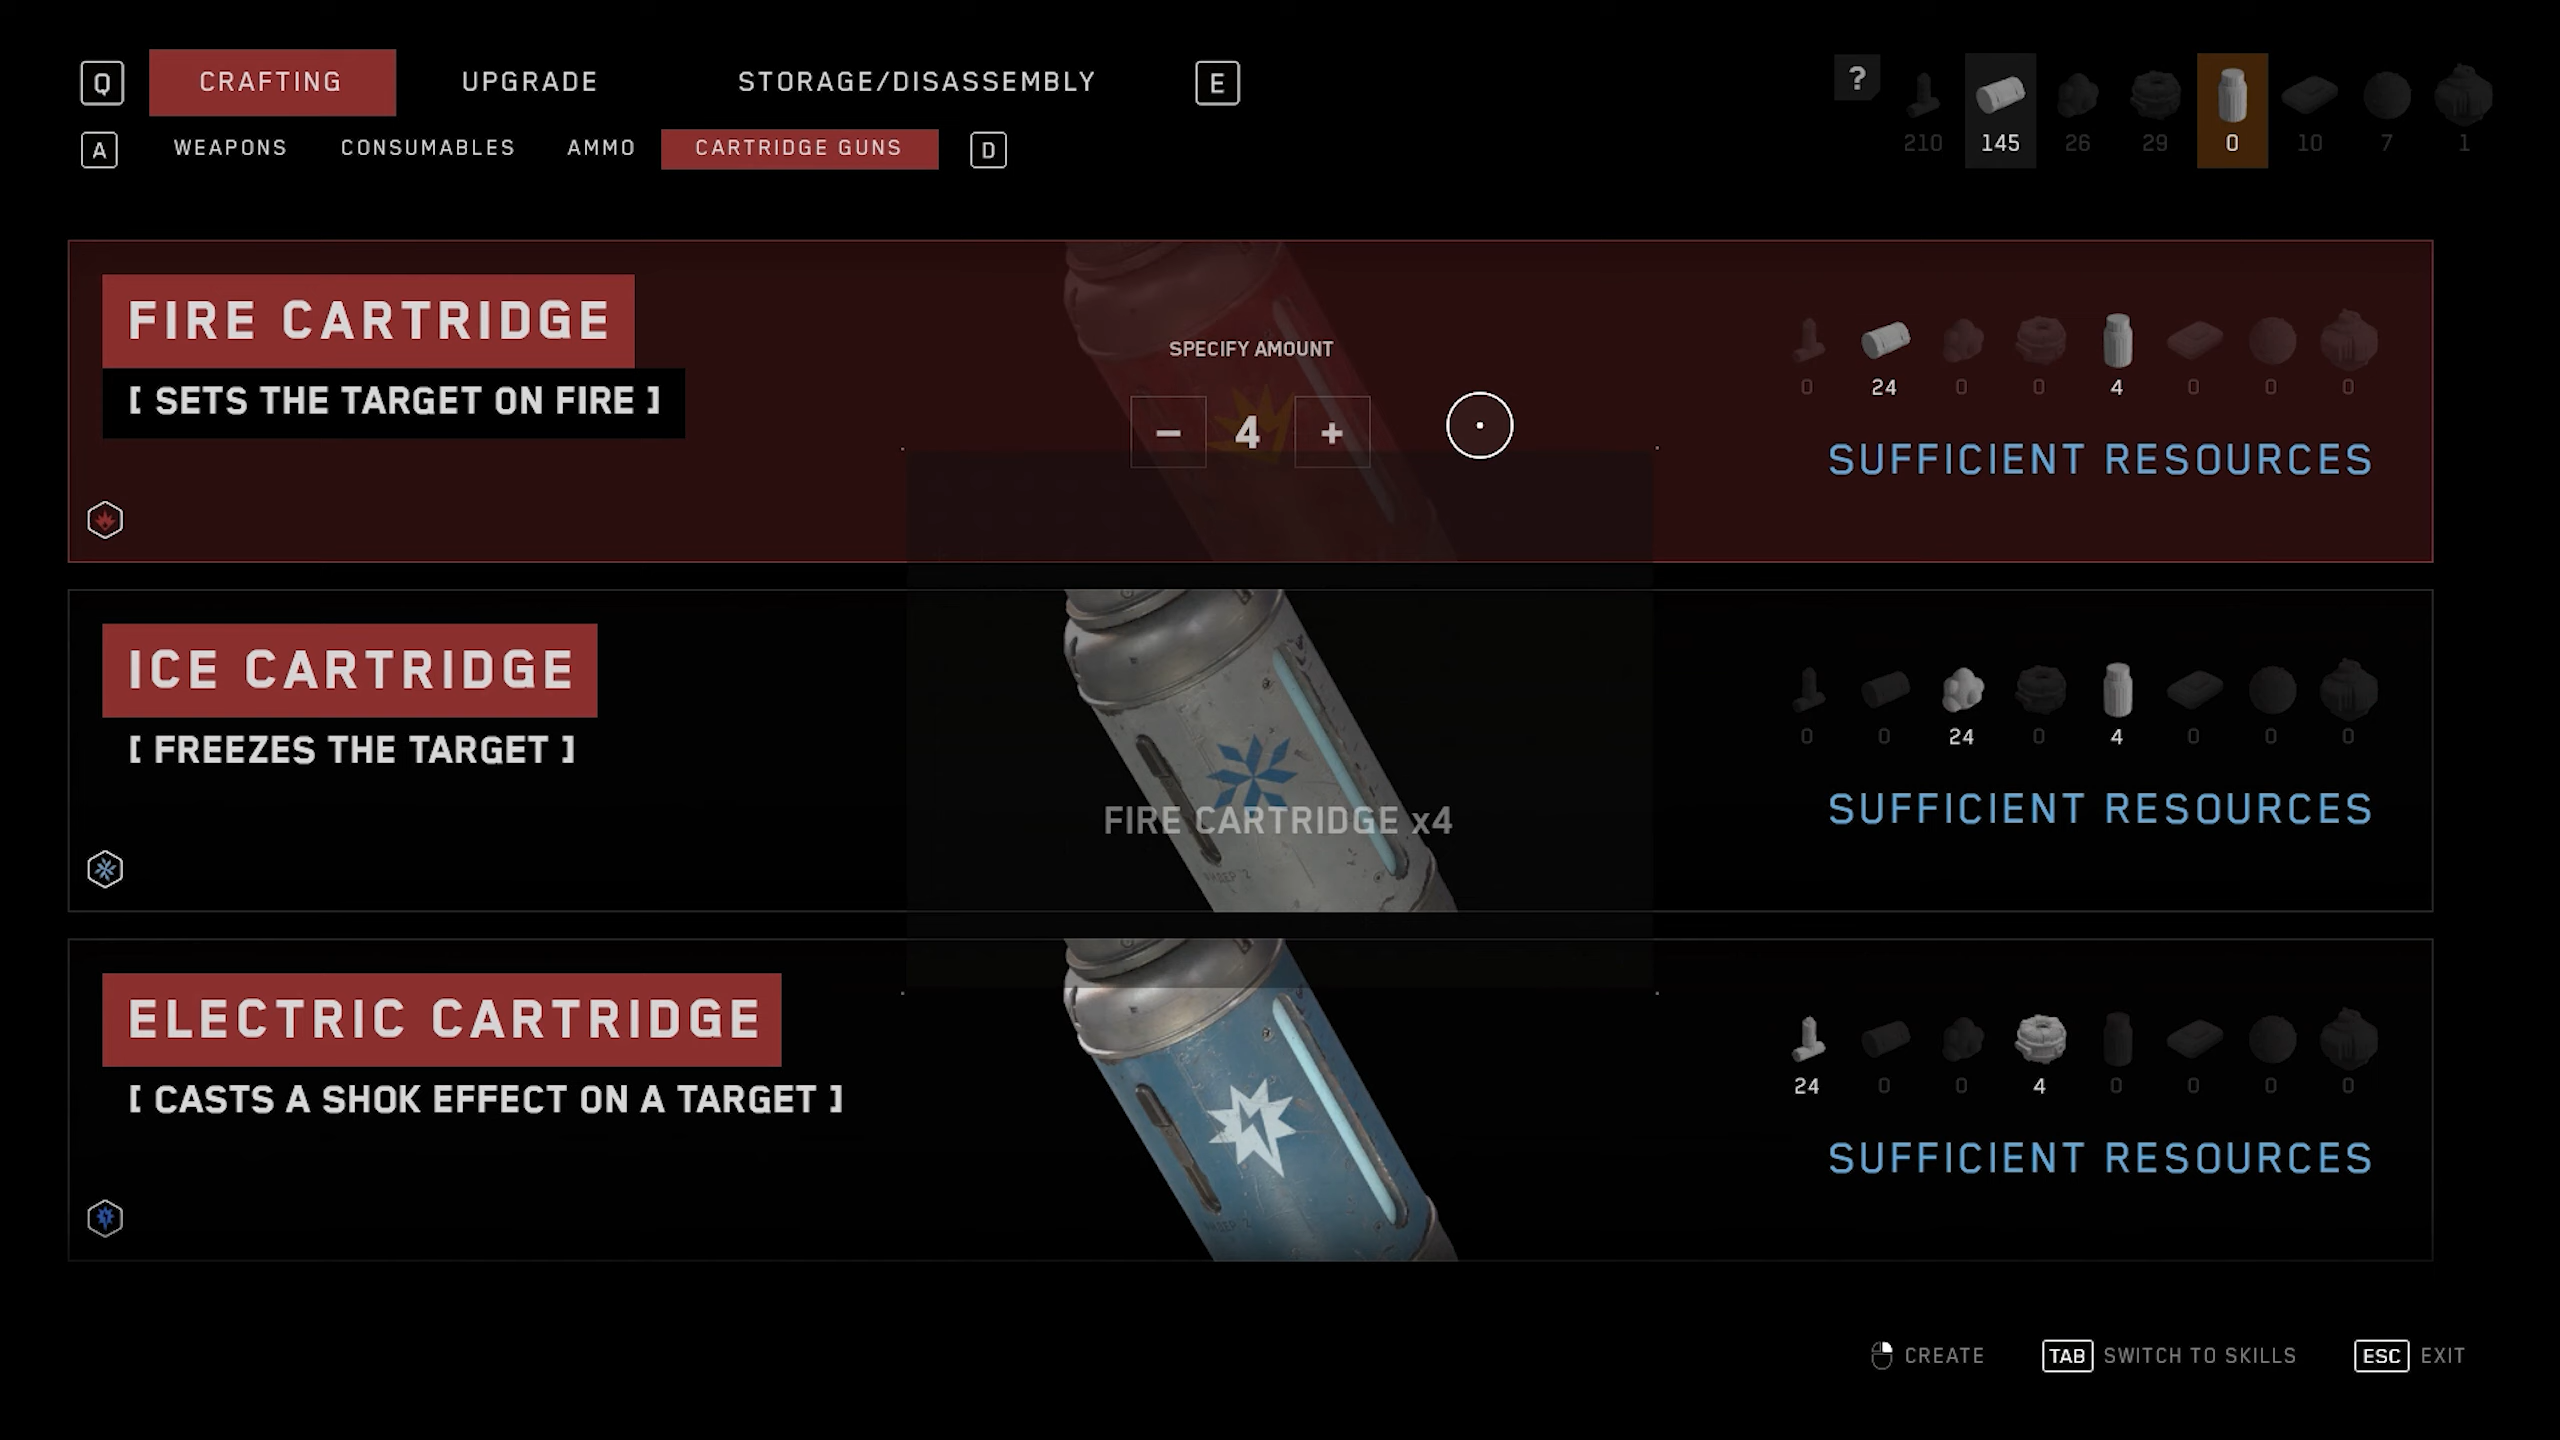 Q CRAFTING UPGRADE STORAGE/DISASSEMBLY E
A WEAPONS CONSUMABLES AMMO CARTRIDGE GUNS D
?
210 145 26 29 0 10 7 1
FIRE CARTRIDGE
[ SETS THE TARGET ON FIRE ]
SPECIFY AMOUNT
− 4 +
0 24 0 0 4 0 0 0
SUFFICIENT RESOURCES
ICE CARTRIDGE
[ FREEZES THE TARGET ]
FIRE CARTRIDGE x4
0 0 24 0 4 0 0 0
SUFFICIENT RESOURCES
ELECTRIC CARTRIDGE
[ CASTS A SHOK EFFECT ON A TARGET ]
24 0 0 4 0 0 0 0
SUFFICIENT RESOURCES
CREATE TAB SWITCH TO SKILLS ESC EXIT